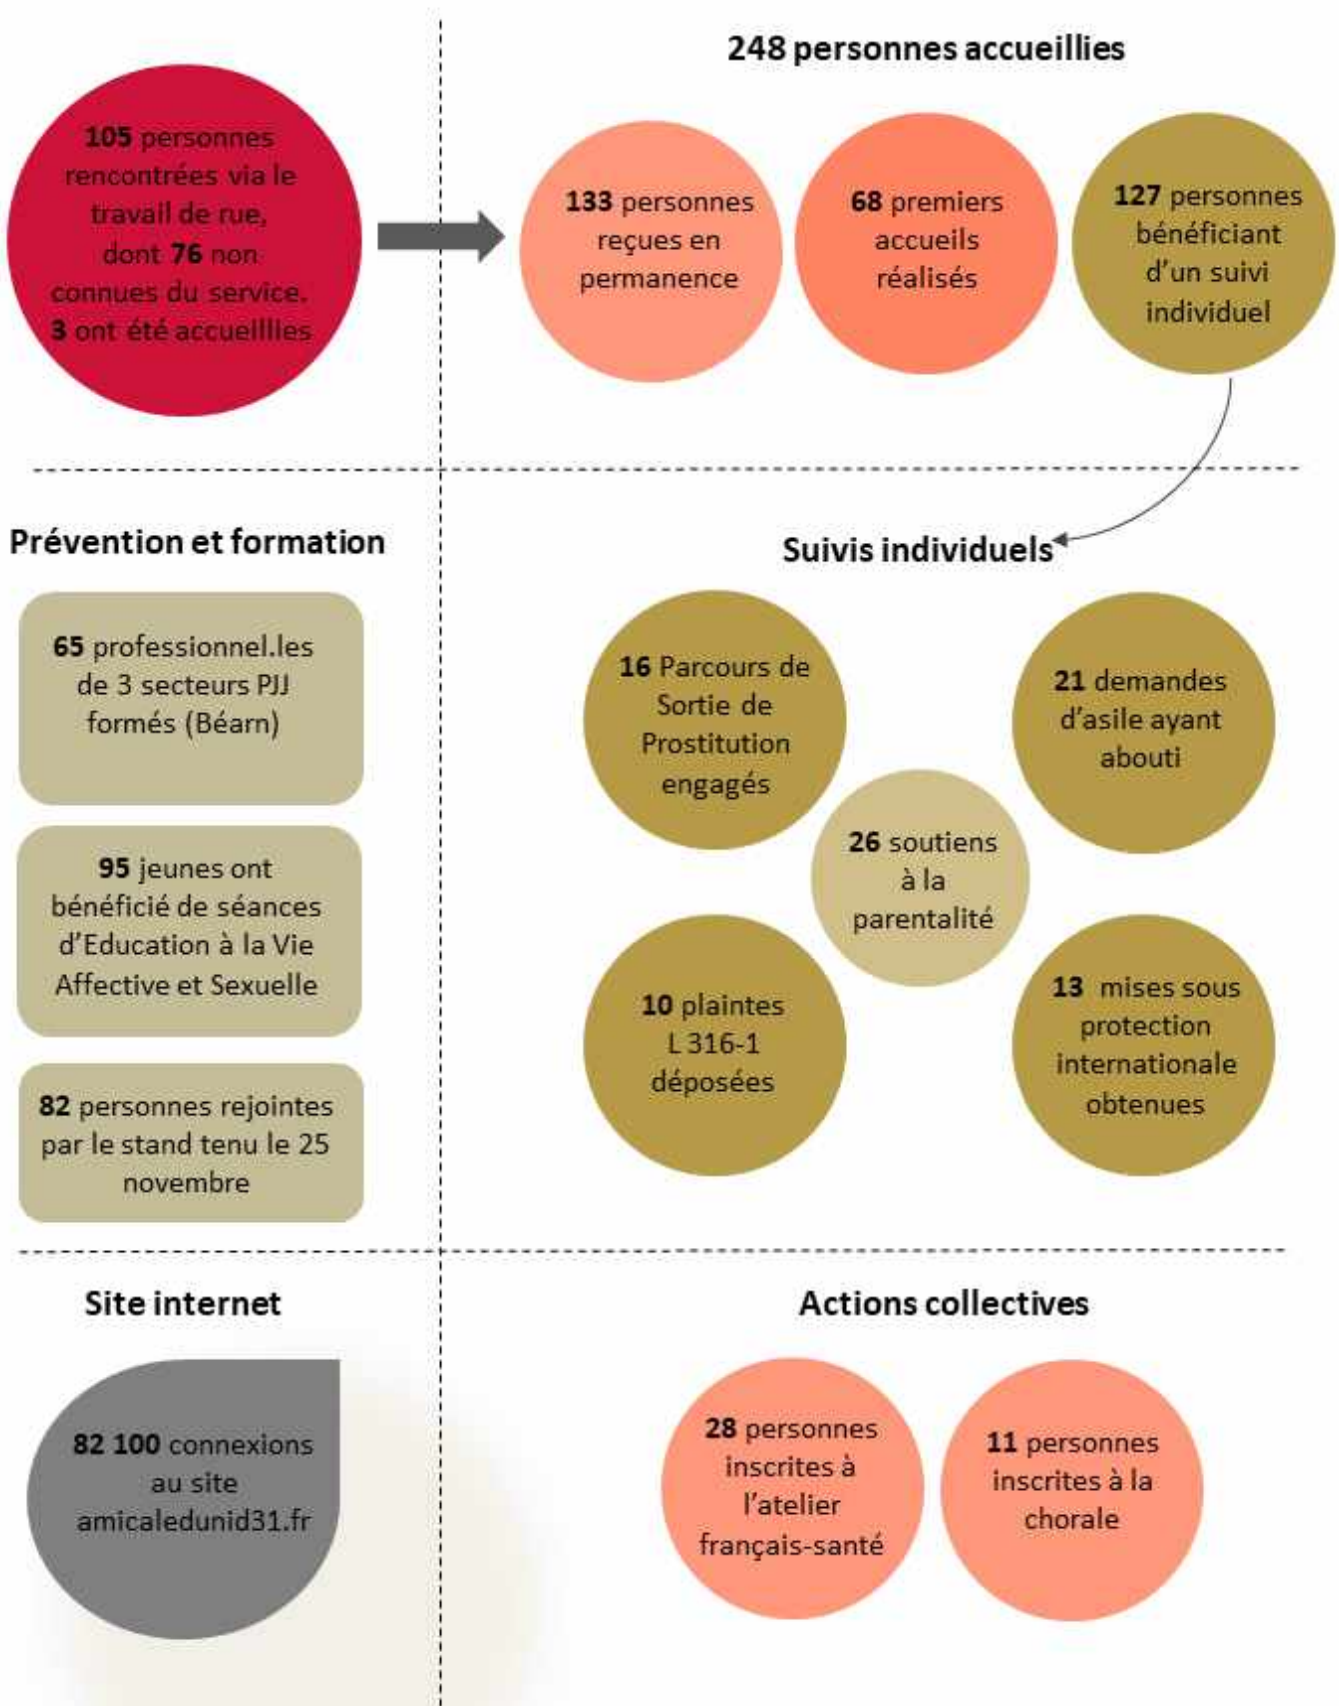 105 personnes
rencontrées via le
travail de rue,
dont 76 non
connues du service.
3 ont été accueillies
248 personnes accueillies
133 personnes
reçues en
permanence
68 premiers
accueils
réalisés
127 personnes
bénéficiant
d'un suivi
individuel
Prévention et formation
65 professionnel.les
de 3 secteurs PJJ
formés (Béarn)
95 jeunes ont
bénéficié de séances
d'Education à la Vie
Affective et Sexuelle
82 personnes rejointes
par le stand tenu le 25
novembre
Suivis individuels
16 Parcours de
Sortie de
Prostitution
engagés
21 demandes
d'asile ayant
abouti
26 soutiens
à la
parentalité
10 plaintes
L 316-1
déposées
13 mises sous
protection
internationale
obtenues
Site internet
82 100 connexions
au site
amicaledunid31.fr
Actions collectives
28 personnes
inscrites à
l'atelier
français-santé
11 personnes
inscrites à la
chorale